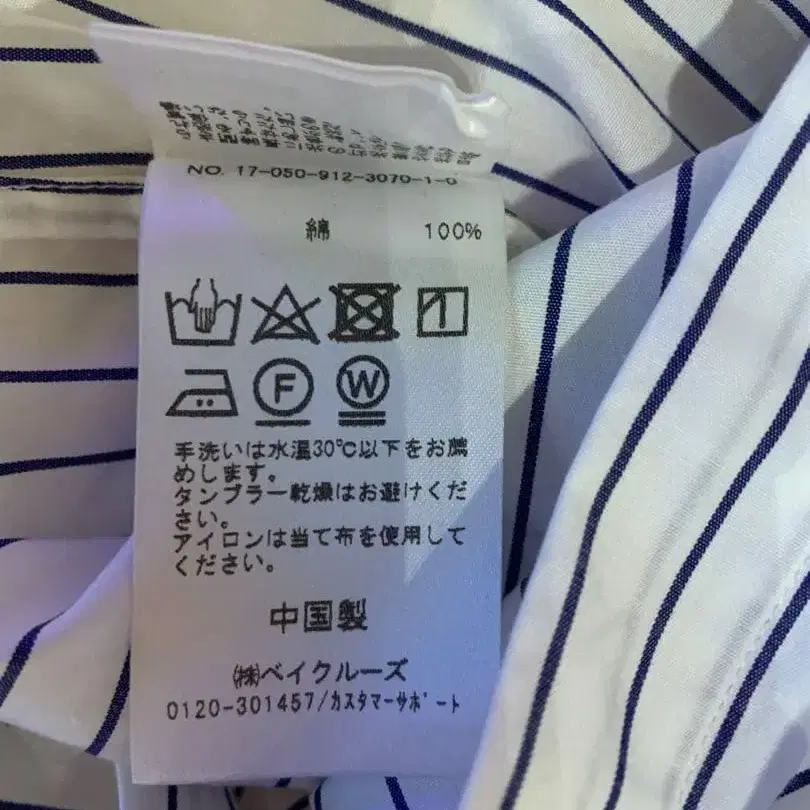 NO. 17-050-912-3070-1-0
綿 100%
F W
手洗いは水温30℃以下をお薦
めします。
タンブラー乾燥はお避けくだ
さい。
アイロンは当て布を使用して
ください。
中国製
㈱ベイクルーズ
0120-301457/カスタマーサポート